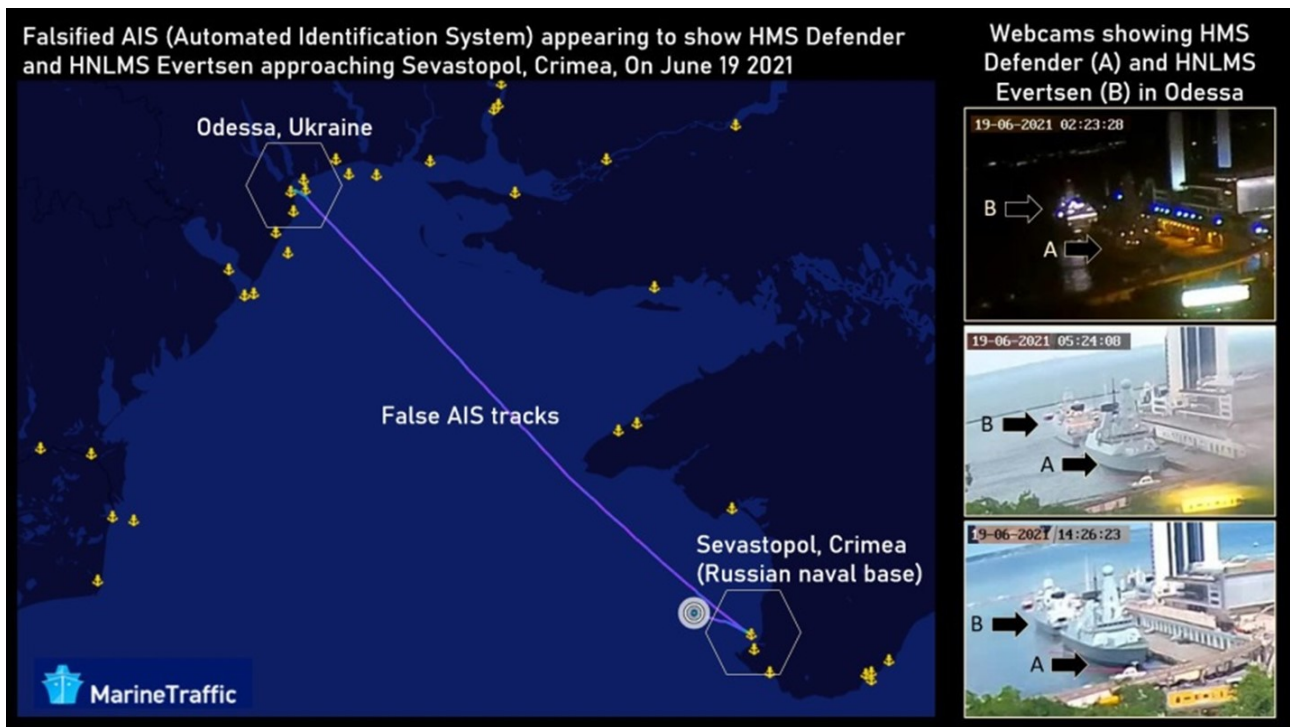 Falsified AIS (Automated Identification System) appearing to show HMS Defender
and HNLMS Evertsen approaching Sevastopol, Crimea, On June 19 2021
Odessa, Ukraine
False AIS tracks
Sevastopol, Crimea
(Russian naval base)
MarineTraffic
Webcams showing HMS
Defender (A) and HNLMS
Evertsen (B) in Odessa
19-06-2021 02:23:28
B
A
19-06-2021 05:24:08
B
A
19-06-2021 14:26:23
B
A